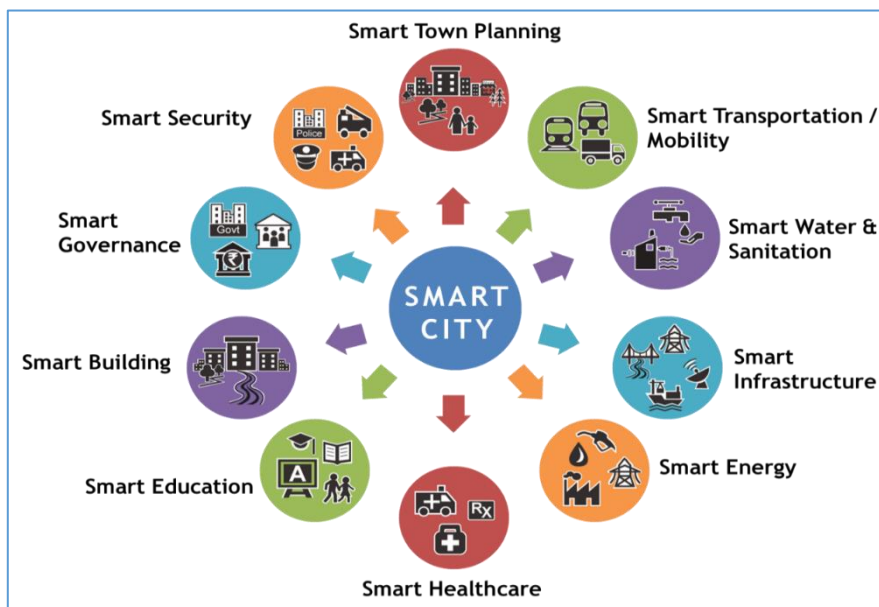 Smart Town Planning
Smart Security
Police
Smart Transportation /
Mobility
Smart
Governance
Govt
₹
Smart Water &
Sanitation
SMART
CITY
Smart Building
Smart
Infrastructure
Smart Education
A
Smart Energy
RX
Smart Healthcare